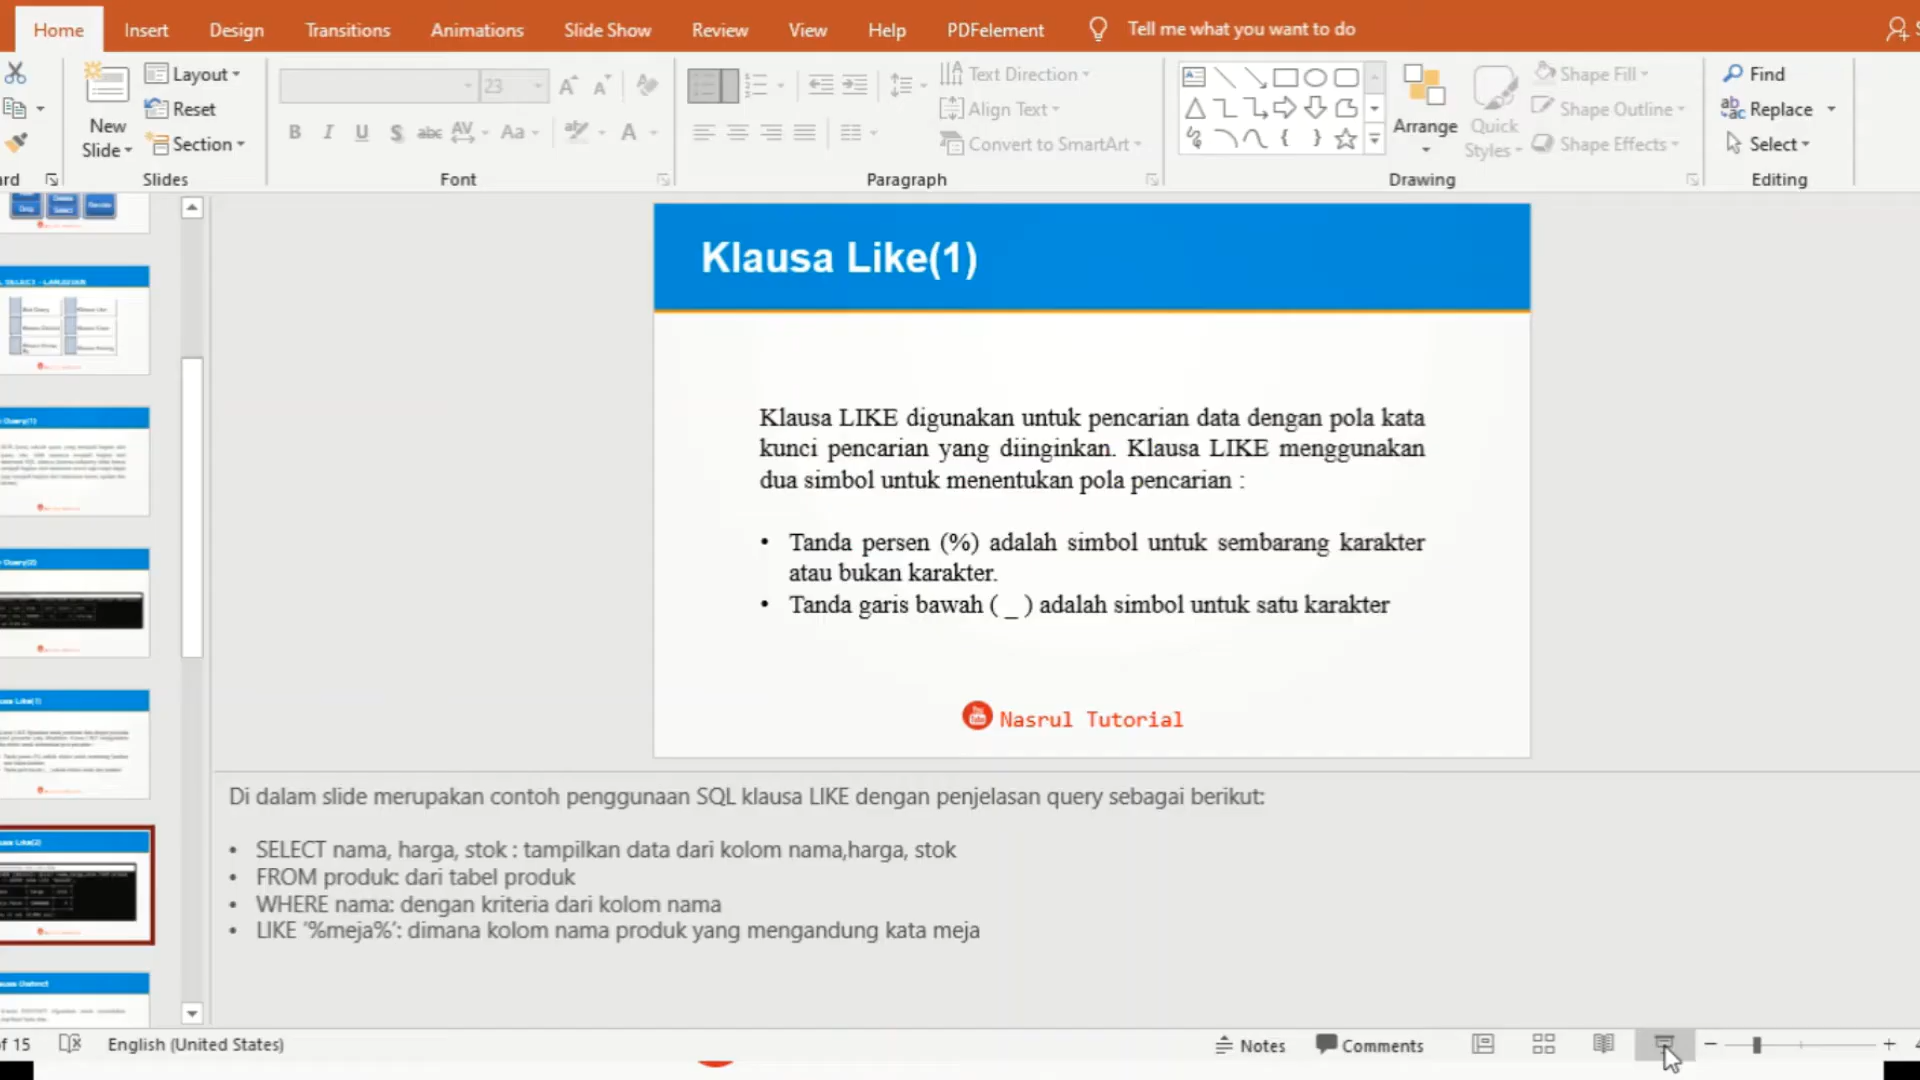 Home Insert Design Transitions Animations Slide Show Review View Help PDFelement Tell me what you want to do
New Slide
Layout
Reset
Section
Slides
23
B I U S abc AV Aa A
Font
Text Direction
Align Text
Convert to SmartArt
Paragraph
Arrange
Quick Styles
Shape Fill
Shape Outline
Shape Effects
Drawing
Find
Replace
Select
Editing
Klausa Like(1)
Klausa LIKE digunakan untuk pencarian data dengan pola kata
kunci pencarian yang diinginkan. Klausa LIKE menggunakan
dua simbol untuk menentukan pola pencarian :
• Tanda persen (%) adalah simbol untuk sembarang karakter
atau bukan karakter.
• Tanda garis bawah ( _ ) adalah simbol untuk satu karakter
Nasrul Tutorial
Di dalam slide merupakan contoh penggunaan SQL klausa LIKE dengan penjelasan query sebagai berikut:
• SELECT nama, harga, stok : tampilkan data dari kolom nama,harga, stok
• FROM produk: dari tabel produk
• WHERE nama: dengan kriteria dari kolom nama
• LIKE ‘%meja%’: dimana kolom nama produk yang mengandung kata meja
of 15 English (United States) Notes Comments